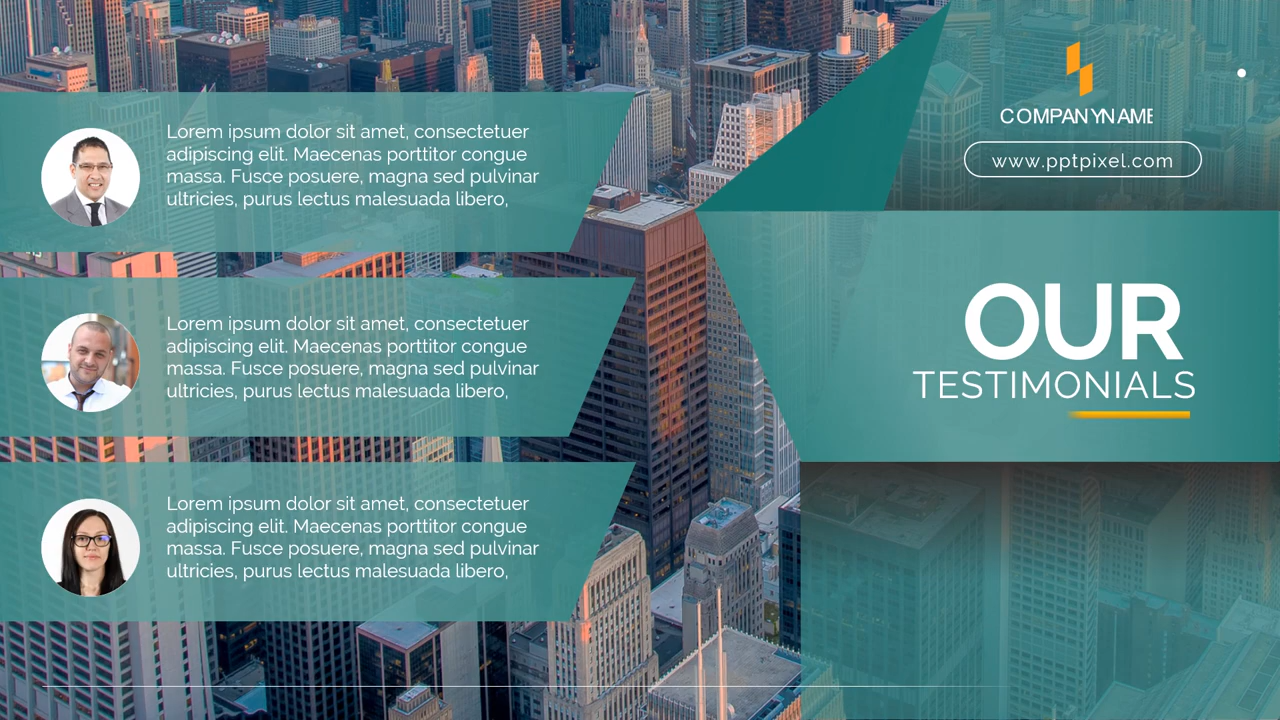 Lorem ipsum dolor sit amet, consectetuer
adipiscing elit. Maecenas porttitor congue
massa. Fusce posuere, magna sed pulvinar
ultricies, purus lectus malesuada libero,
Lorem ipsum dolor sit amet, consectetuer
adipiscing elit. Maecenas porttitor congue
massa. Fusce posuere, magna sed pulvinar
ultricies, purus lectus malesuada libero,
Lorem ipsum dolor sit amet, consectetuer
adipiscing elit. Maecenas porttitor congue
massa. Fusce posuere, magna sed pulvinar
ultricies, purus lectus malesuada libero,
COMPANYNAME
www.pptpixel.com
OUR
TESTIMONIALS